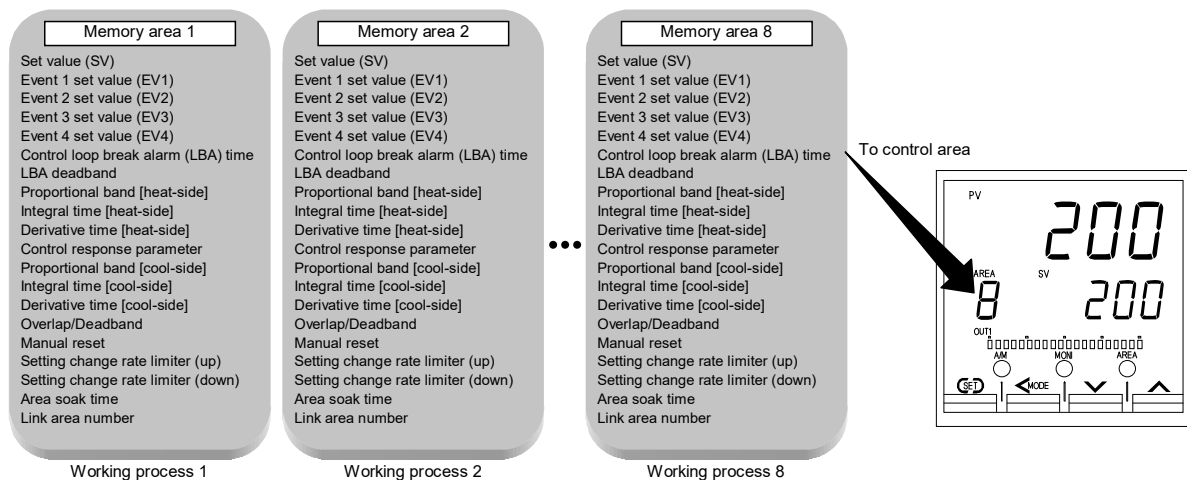 Memory area 1
Set value (SV)
Event 1 set value (EV1)
Event 2 set value (EV2)
Event 3 set value (EV3)
Event 4 set value (EV4)
Control loop break alarm (LBA) time
LBA deadband
Proportional band [heat-side]
Integral time [heat-side]
Derivative time [heat-side]
Control response parameter
Proportional band [cool-side]
Integral time [cool-side]
Derivative time [cool-side]
Overlap/Deadband
Manual reset
Setting change rate limiter (up)
Setting change rate limiter (down)
Area soak time
Link area number
Working process 1
Memory area 2
Set value (SV)
Event 1 set value (EV1)
Event 2 set value (EV2)
Event 3 set value (EV3)
Event 4 set value (EV4)
Control loop break alarm (LBA) time
LBA deadband
Proportional band [heat-side]
Integral time [heat-side]
Derivative time [heat-side]
Control response parameter
Proportional band [cool-side]
Integral time [cool-side]
Derivative time [cool-side]
Overlap/Deadband
Manual reset
Setting change rate limiter (up)
Setting change rate limiter (down)
Area soak time
Link area number
Working process 2
•••
Memory area 8
Set value (SV)
Event 1 set value (EV1)
Event 2 set value (EV2)
Event 3 set value (EV3)
Event 4 set value (EV4)
Control loop break alarm (LBA) time
LBA deadband
Proportional band [heat-side]
Integral time [heat-side]
Derivative time [heat-side]
Control response parameter
Proportional band [cool-side]
Integral time [cool-side]
Derivative time [cool-side]
Overlap/Deadband
Manual reset
Setting change rate limiter (up)
Setting change rate limiter (down)
Area soak time
Link area number
Working process 8
To control area
PV
200
AREA SV
8 200
OUT1
A/M MONI AREA
SET <MODE